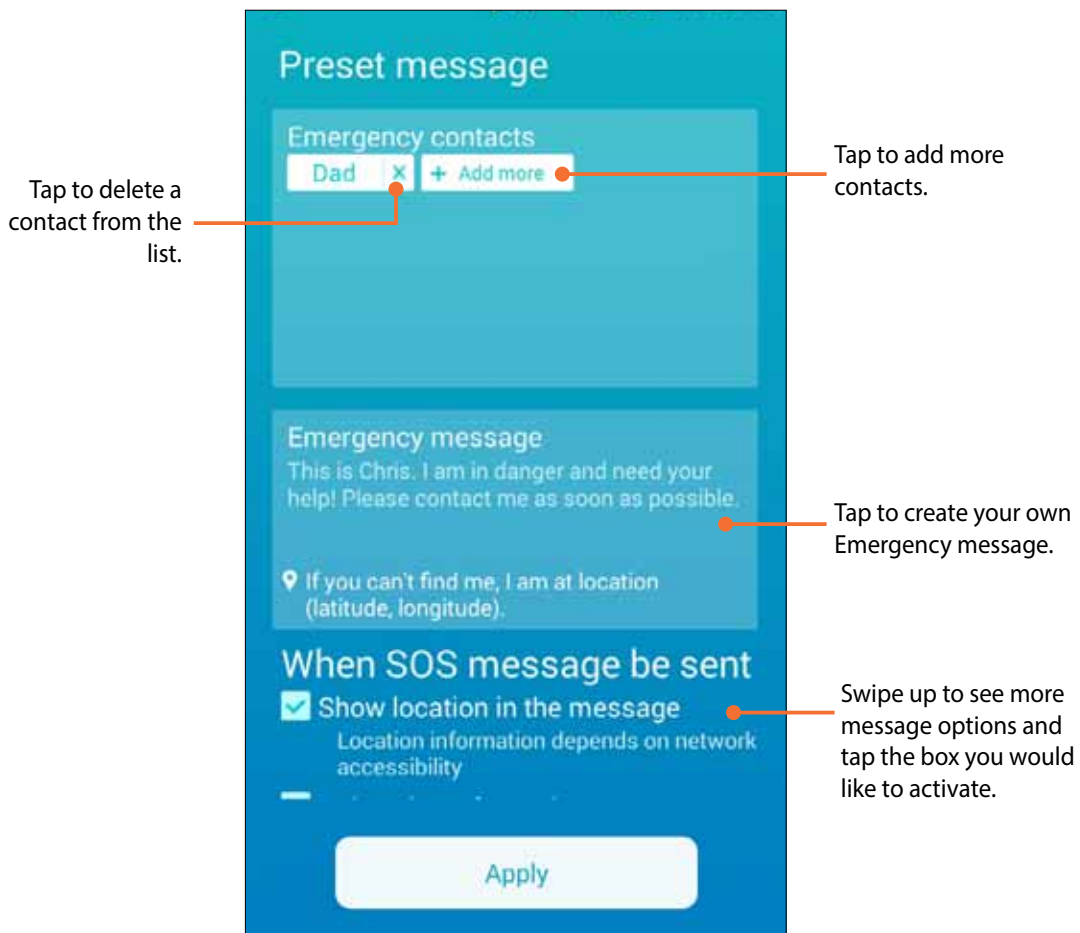 Preset message
Emergency contacts
Dad × + Add more
Tap to add more
contacts.
Tap to delete a
contact from the
list.
Emergency message
This is Chris. I am in danger and need your
help! Please contact me as soon as possible.
If you can't find me, I am at location
(latitude, longitude).
Tap to create your own
Emergency message.
When SOS message be sent
Show location in the message
Location information depends on network
accessibility
Swipe up to see more
message options and
tap the box you would
like to activate.
Apply